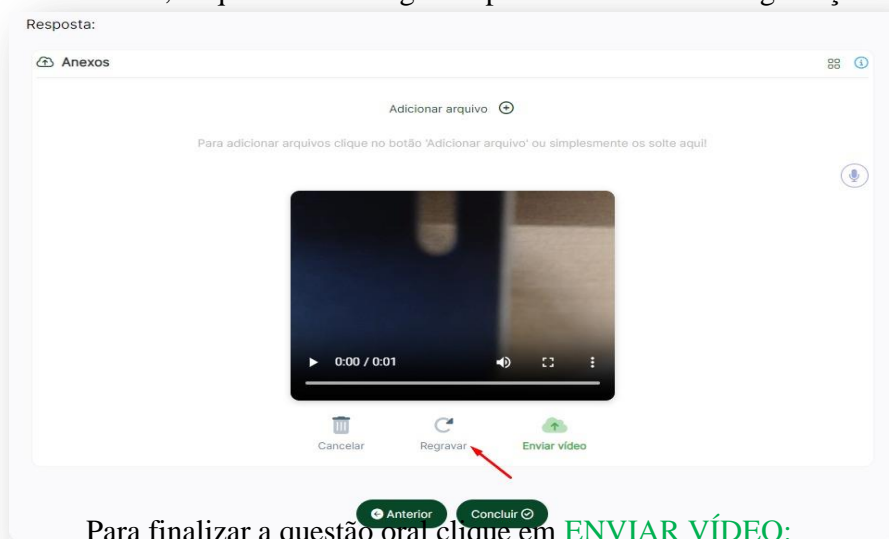 Resposta:
Anexos
Adicionar arquivo
Para adicionar arquivos clique no botão 'Adicionar arquivo' ou simplesmente os solte aqui!
0:00 / 0:01
Cancelar Regravar Enviar vídeo
Anterior Concluir
Para finalizar a questão oral clique em ENVIAR VÍDEO: